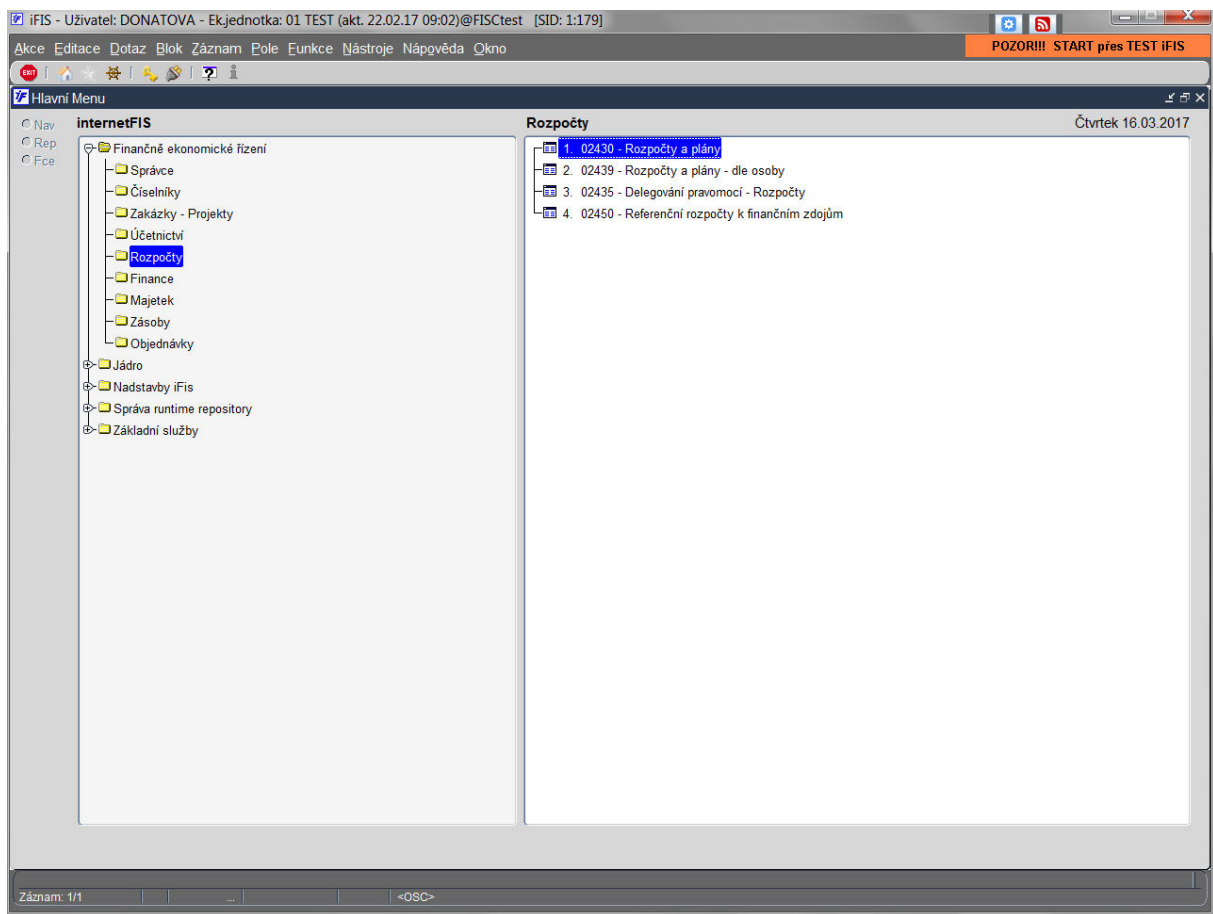 iFIS - Uživatel: DONATOVA - Ek.jednotka: 01 TEST (akt. 22.02.17 09:02)@FISCtest [SID: 1:179]
Akce Editace Dotaz Blok Záznam Pole Funkce Nástroje Nápověda Okno
POZOR!!! START přes TEST iFIS
EXIT
Hlavní Menu
Nav
Rep
Fce
internetFIS
Finančně ekonomické řízení
Správce
Číselníky
Zakázky - Projekty
Účetnictví
Rozpočty
Finance
Majetek
Zásoby
Objednávky
Jádro
Nadstavby iFis
Správa runtime repository
Základní služby
Rozpočty
Čtvrtek 16.03.2017
1. 02430 - Rozpočty a plány
2. 02439 - Rozpočty a plány - dle osoby
3. 02435 - Delegování pravomocí - Rozpočty
4. 02450 - Referenční rozpočty k finančním zdojům
Záznam: 1/1 ... <OSC>